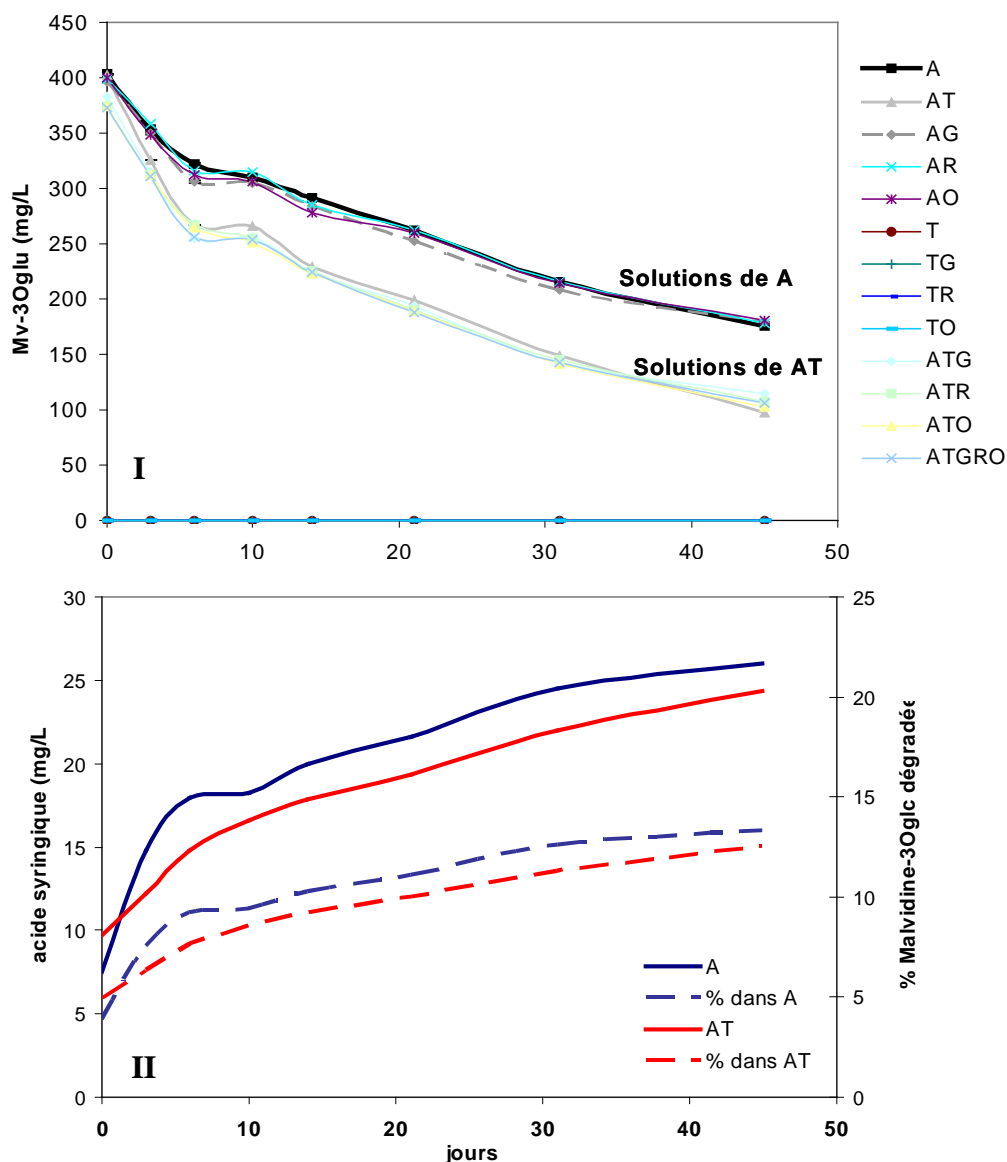 450
400
350
300
250
200
150
100
50
0
Mv-3Oglu (mg/L)
0
10
20
30
40
50
Solutions de A
Solutions de AT
I
A
AT
AG
AR
AO
T
TG
TR
TO
ATG
ATR
ATO
ATGRO
30
25
20
15
10
5
0
acide syringique (mg/L)
25
20
15
10
5
0
% Malvidine-3Oglc dégradée
A
% dans A
AT
% dans AT
II
0
10
20
30
40
50
jours